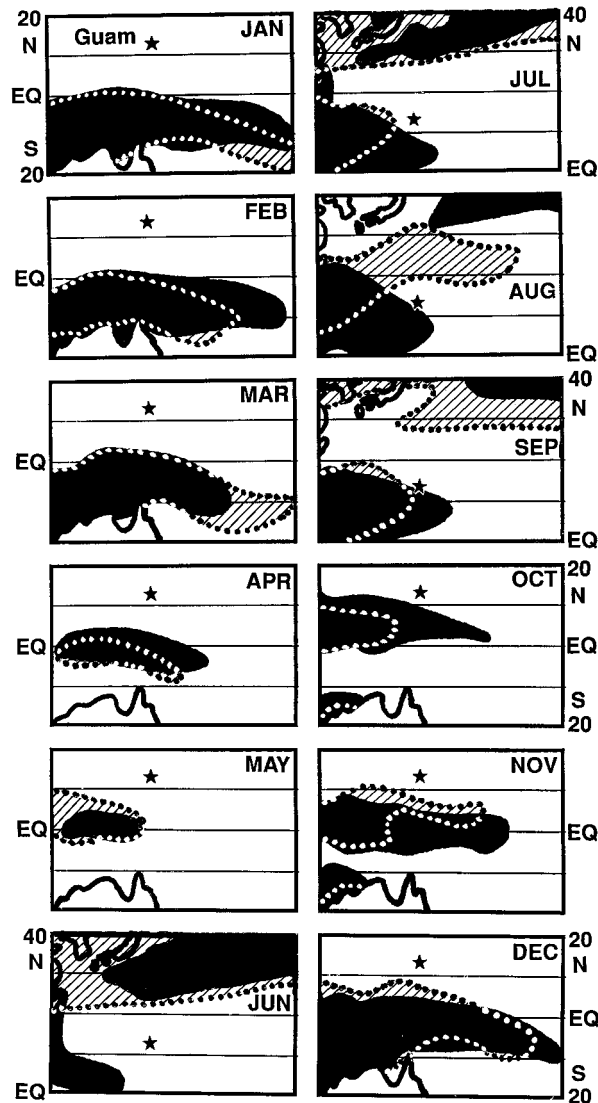 20
N
Guam
JAN
EQ
S
20
FEB
EQ
MAR
EQ
APR
EQ
MAY
EQ
40
N
JUN
EQ
40
N
JUL
EQ
AUG
EQ
40
N
SEP
EQ
20
OCT
N
EQ
S
20
NOV
EQ
20
DEC
N
EQ
S
20